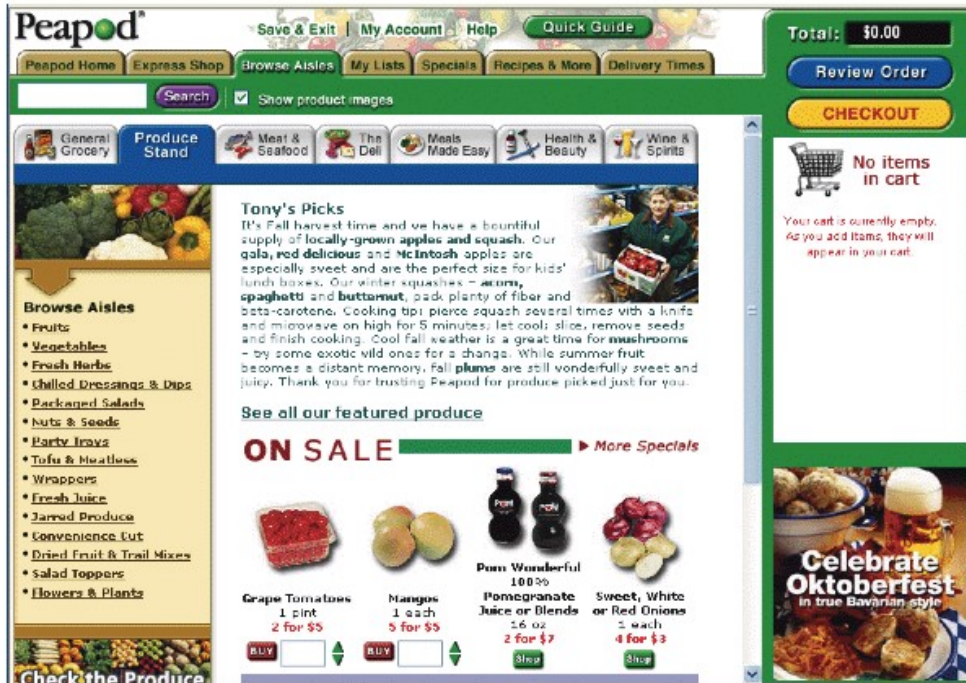 Peapod®
Save & Exit | My Account | Help
Quick Guide
Total: $0.00
Peapod Home
Express Shop
Browse Aisles
My Lists
Specials
Recipes & More
Delivery Times
Review Order
Search
Show product images
CHECKOUT
General
Grocery
Produce
Stand
Meat &
Seafood
The
Deli
Meals
Made Easy
Health &
Beauty
Wine &
Spirits
No items
in cart
Your cart is currently empty.
As you add items, they will
appear in your cart.
Tony's Picks
It's Fall harvest time and we have a bountiful
supply of locally-grown apples and squash. Our
gala, red delicious and McIntosh apples are
especially sweet and are the perfect size for kids'
lunch boxes. Our winter squashes – acorn,
spaghetti and butternut, pack plenty of fiber and
beta-carotene. Cooking tip: pierce squash several times with a knife
and microwave on high for 5 minutes; let cool; slice, remove seeds
and finish cooking. Cool fall weather is a great time for mushrooms
– try some exotic wild ones for a change. While summer fruit
becomes a distant memory, fall plums are still wonderfully sweet and
juicy. Thank you for trusting Peapod for produce picked just for you.
See all our featured produce
Browse Aisles
• Fruits
• Vegetables
• Fresh Herbs
• Chilled Dressings & Dips
• Packaged Salads
• Nuts & Seeds
• Party Trays
• Tofu & Meatless
• Wrappers
• Fresh Juice
• Jarred Produce
• Convenience Cut
• Dried Fruit & Trail Mixes
• Salad Toppers
• Flowers & Plants
Check the Produce
ON SALE
More Specials
POM
POM
Grape Tomatoes
1 pint
2 for $5
BUY
Mangos
1 each
5 for $5
BUY
Pom Wonderful
100%
Pomegranate
Juice or Blends
16 oz
2 for $7
Shop
Sweet, White
or Red Onions
1 each
4 for $3
Shop
Celebrate
Oktoberfest
in true Bavarian style